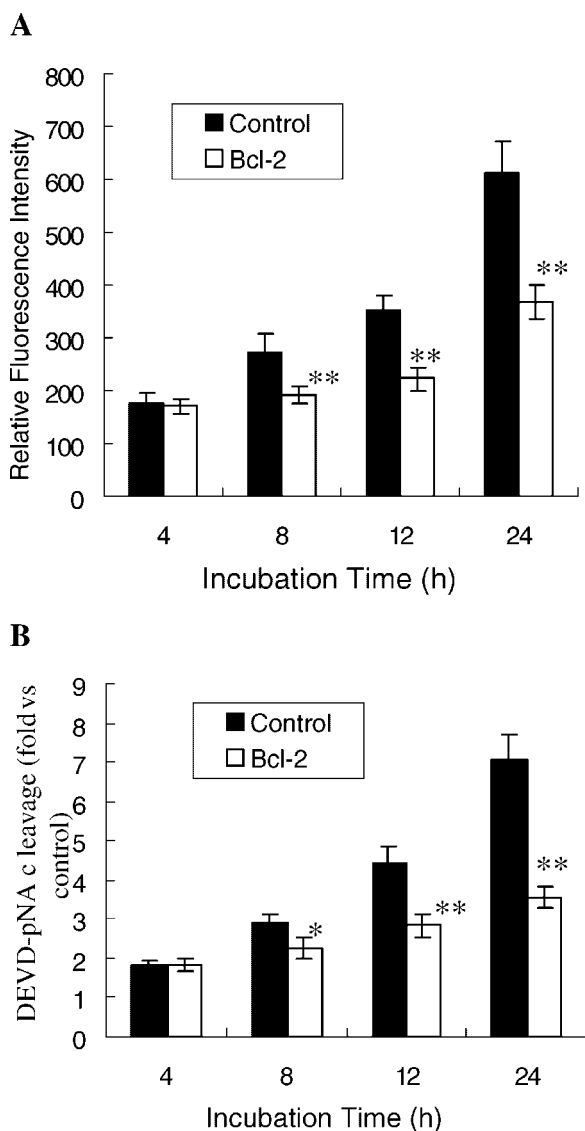 A
800
700
600
500
400
300
200
100
0
Relative Fluorescence Intensity
Control
Bcl-2
**
**
**
4 8 12 24
Incubation Time (h)
B
9
8
7
6
5
4
3
2
1
0
DEVD-pNA c leavage (fold vs
control)
Control
Bcl-2
*
**
**
4 8 12 24
Incubation Time (h)